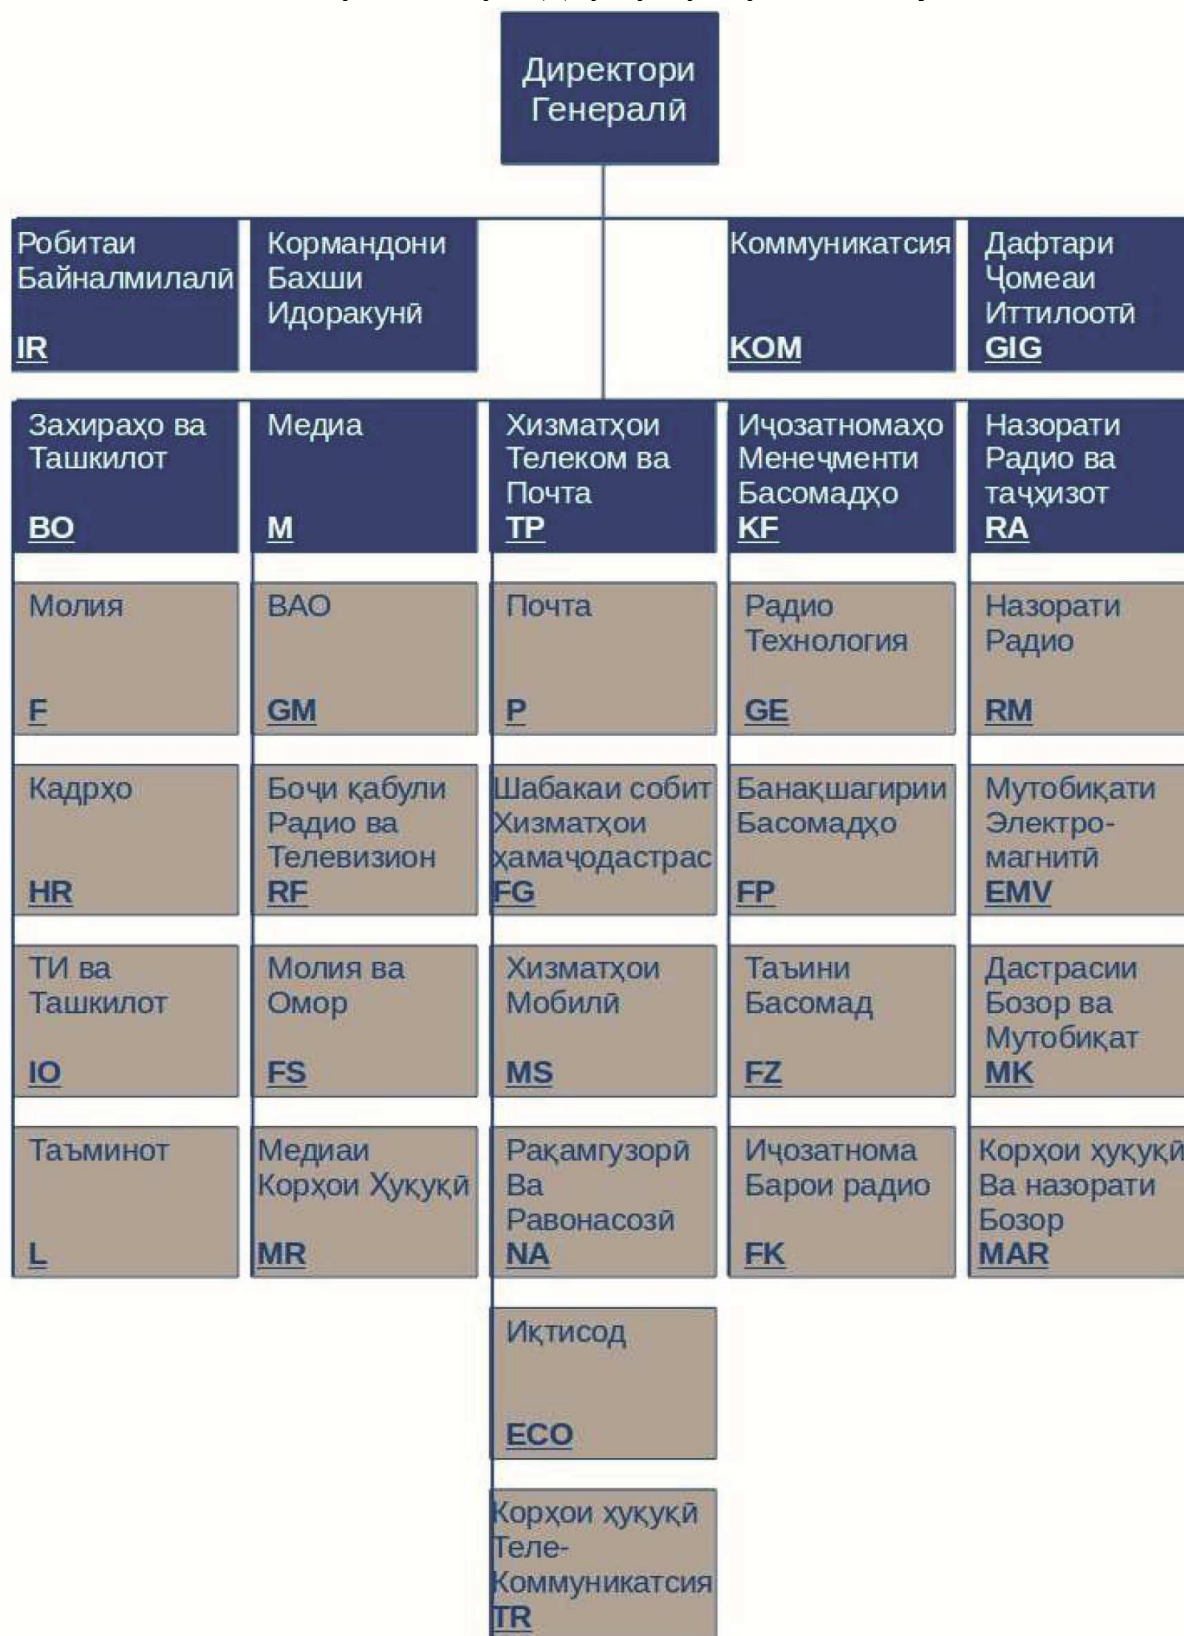 Директори
Генералӣ
Робитаи
Байналмилалӣ
IR
Кормандони
Бахши
Идоракунӣ
Коммуникатсия
KOM
Дафтари
Ҷомеаи
Иттилоотӣ
GIG
Захираҳо ва
Ташкилот
BO
Медиа
M
Хизматҳои
Телеком ва
Почта
TP
Иҷозатномаҳо
Менеҷменти
Басомадҳо
KF
Назорати
Радио ва
таҷҳизот
RA
Молия
F
ВАО
GM
Почта
P
Радио
Технология
GE
Назорати
Радио
RM
Кадрҳо
HR
Боҷи қабули
Радио ва
Телевизион
RF
Шабакаи собит
Хизматҳои
ҳамаҷодастрас
FG
Банақшагирии
Басомадҳо
FP
Мутобиқати
Электро-
магнитӣ
EMV
ТИ ва
Ташкилот
IO
Молия ва
Омор
FS
Хизматҳои
Мобилӣ
MS
Таъини
Басомад
FZ
Дастрасии
Бозор ва
Мутобиқат
MK
Таъминот
L
Медиаи
Корҳои Ҳуқуқӣ
MR
Рақамгузорӣ
Ва
Равонасозӣ
NA
Иҷозатнома
Барои радио
FK
Корҳои ҳуқуқӣ
Ва назорати
Бозор
MAR
Иқтисод
ECO
Корҳои ҳуқуқӣ
Теле-
Коммуникатсия
TR